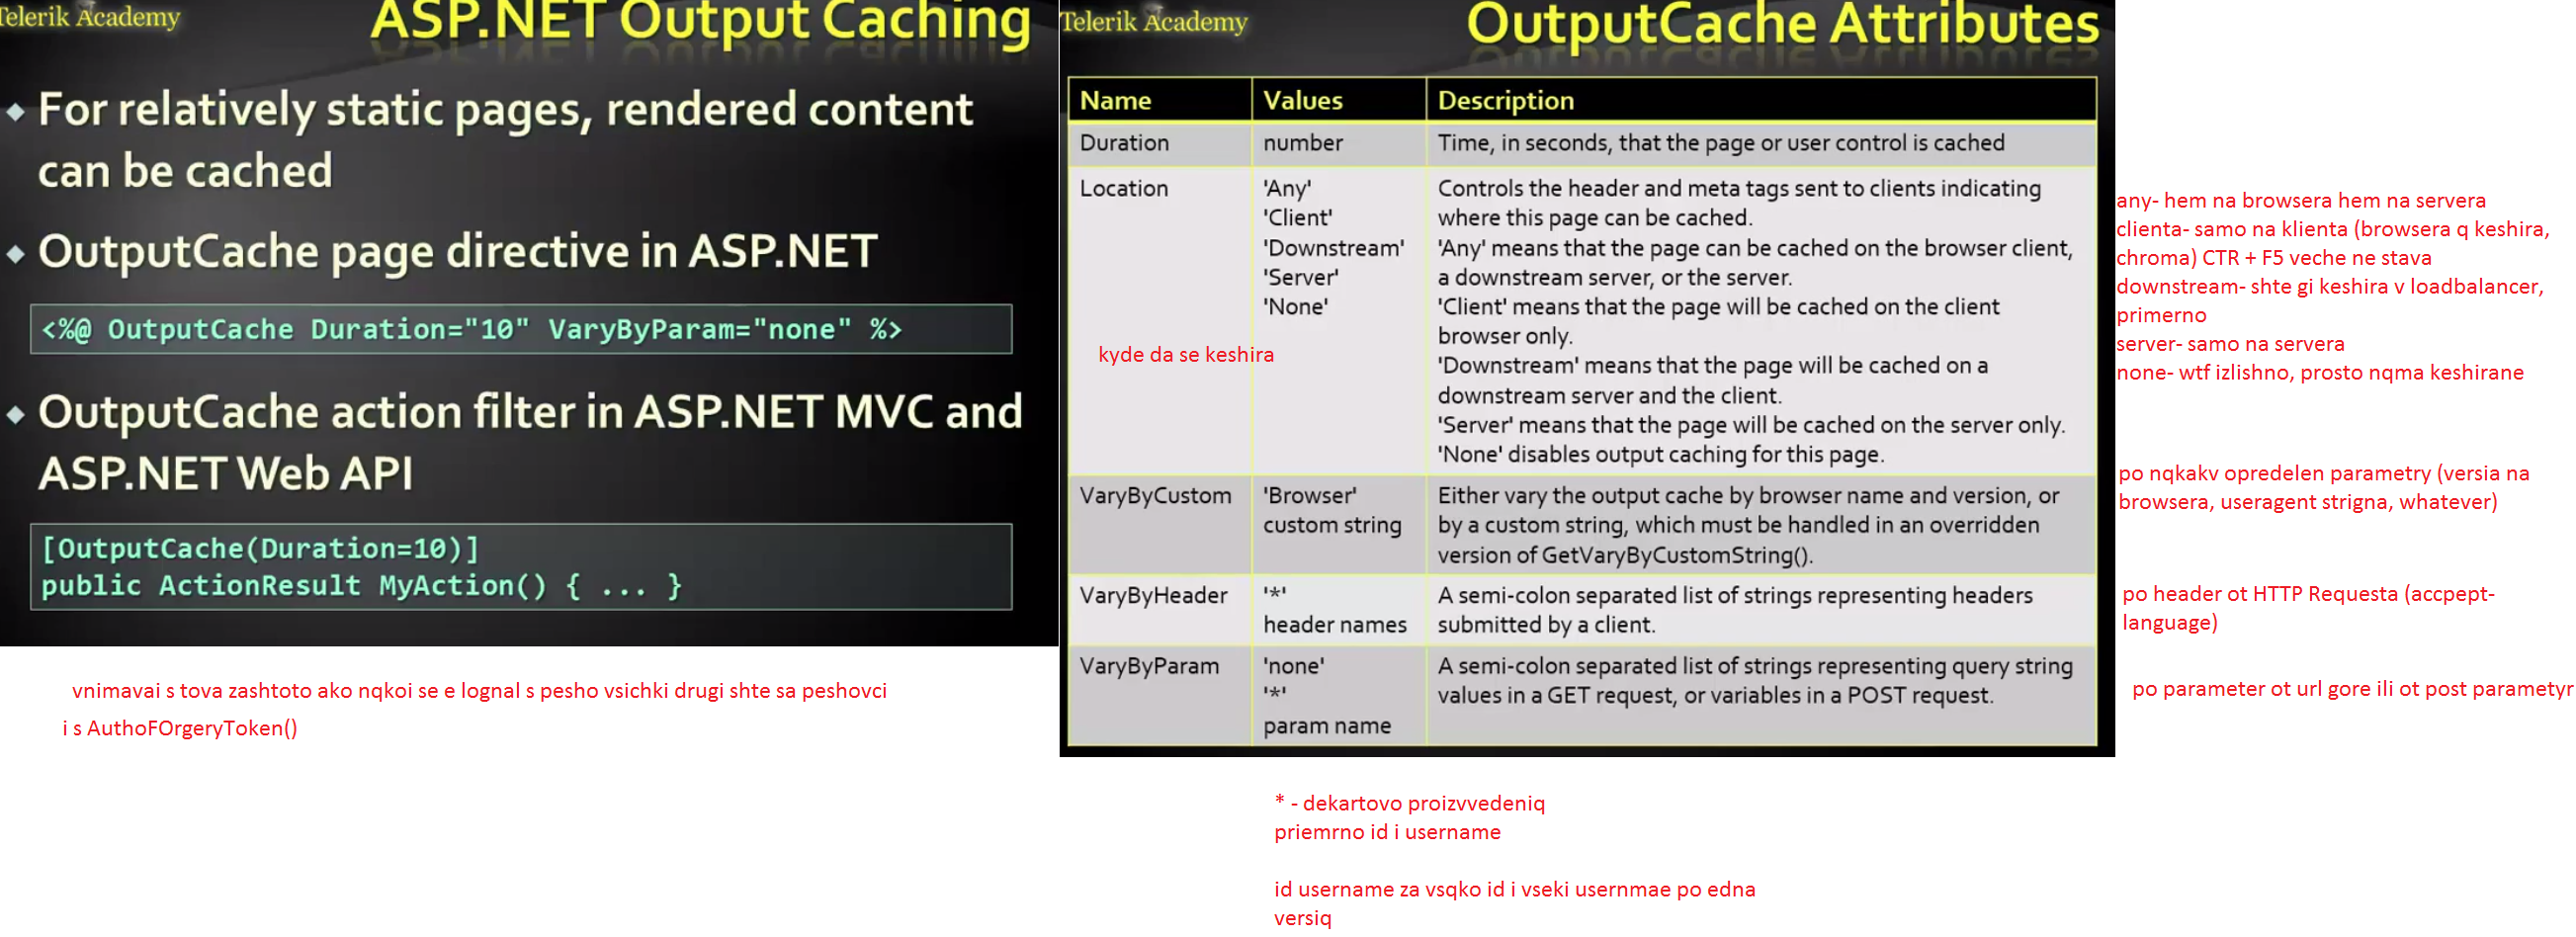 Telerik Academy
ASP.NET Output Caching
For relatively static pages, rendered content
can be cached
OutputCache page directive in ASP.NET
<%@ OutputCache Duration="10" VaryByParam="none" %>
OutputCache action filter in ASP.NET MVC and
ASP.NET Web API
[OutputCache(Duration=10)]
public ActionResult MyAction() { ... }
vnimavai s tova zashtoto ako nqkoi se e lognal s pesho vsichki drugi shte sa peshovci
i s AuthoFOrgeryToken()
Telerik Academy
OutputCache Attributes
Name Values Description
Duration number Time, in seconds, that the page or user control is cached
Location 'Any' Controls the header and meta tags sent to clients indicating
'Client' where this page can be cached.
'Downstream' 'Any' means that the page can be cached on the browser client,
'Server' a downstream server, or the server.
'None' 'Client' means that the page will be cached on the client
browser only.
kyde da se keshira
'Downstream' means that the page will be cached on a
downstream server and the client.
'Server' means that the page will be cached on the server only.
'None' disables output caching for this page.
VaryByCustom 'Browser' Either vary the output cache by browser name and version, or
custom string by a custom string, which must be handled in an overridden
version of GetVaryByCustomString().
VaryByHeader '*' A semi-colon separated list of strings representing headers
header names submitted by a client.
VaryByParam 'none' A semi-colon separated list of strings representing query string
'*' values in a GET request, or variables in a POST request.
param name
any- hem na browsera hem na servera
clienta- samo na klienta (browsera q keshira,
chroma) CTR + F5 veche ne stava
downstream- shte gi keshira v loadbalancer,
primerno
server- samo na servera
none- wtf izlishno, prosto nqma keshirane
po nqkakv opredelen parametry (versia na
browsera, useragent strigna, whatever)
po header ot HTTP Requesta (accpept-
language)
po parameter ot url gore ili ot post parametyr
* - dekartovo proizvvedeniq
priemrno id i username
id username za vsqko id i vseki usernmae po edna
versiq